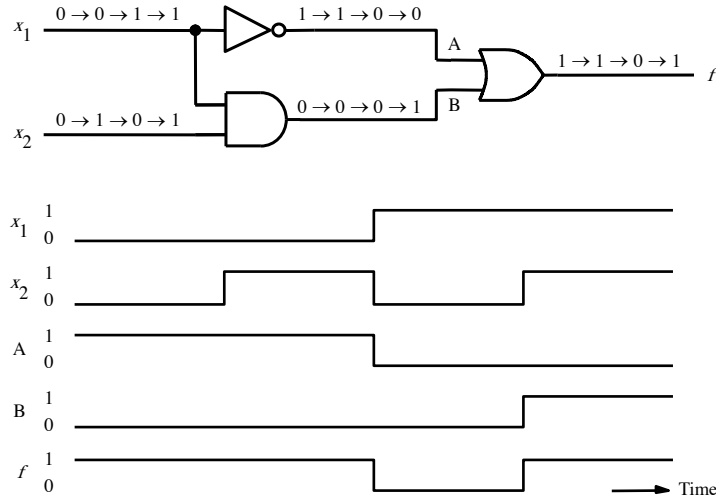 x1 0 → 0 → 1 → 1 1 → 1 → 0 → 0
A
1 → 1 → 0 → 1 f
0 → 0 → 0 → 1 B
x2 0 → 1 → 0 → 1
x1 1
0
x2 1
0
A 1
0
B 1
0
f 1
0
Time